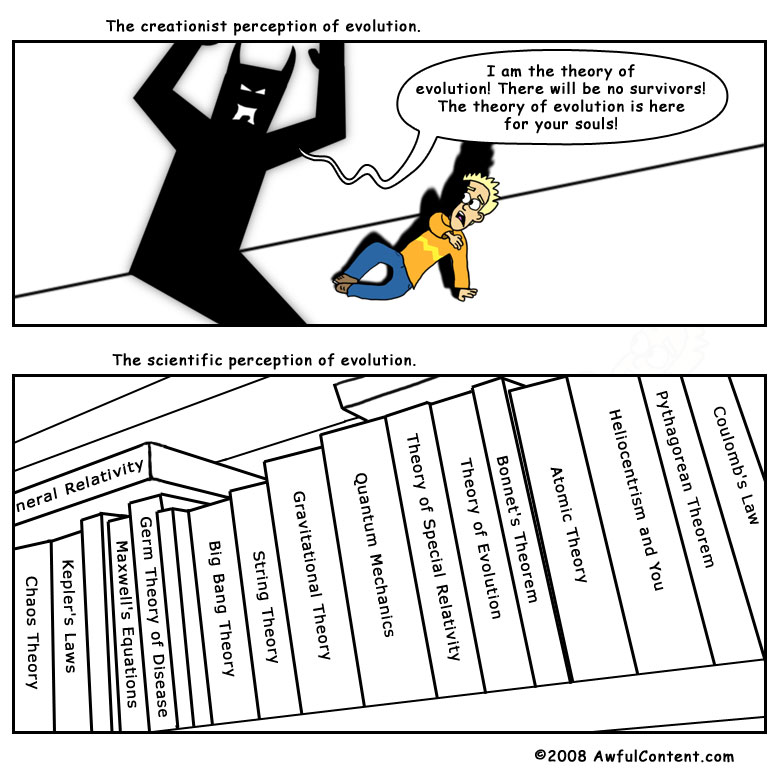 The creationist perception of evolution.
I am the theory of
evolution! There will be no survivors!
The theory of evolution is here
for your souls!
The scientific perception of evolution.
neral Relativity
Chaos Theory
Kepler's Laws
Maxwell's Equations
Germ Theory of Disease
Big Bang Theory
String Theory
Gravitational Theory
Quantum Mechanics
Theory of Special Relativity
Theory of Evolution
Bonnet's Theorem
Atomic Theory
Heliocentrism and You
Pythagorean Theorem
Coulomb's Law
©2008 AwfulContent.com